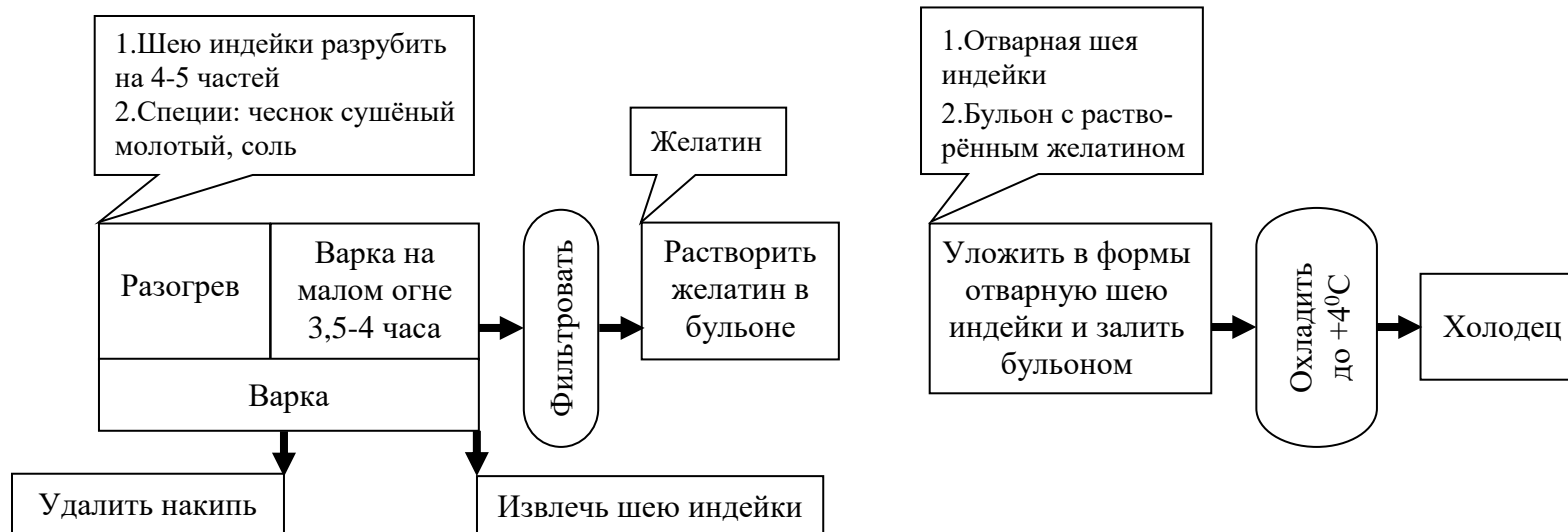 1.Шею индейки разрубить
на 4-5 частей
2.Специи: чеснок сушёный
молотый, соль
Желатин
1.Отварная шея
индейки
2.Бульон с раство-
рённым желатином
Разогрев
Варка на
малом огне
3,5-4 часа
Варка
Фильтровать
Растворить
желатин в
бульоне
Уложить в формы
отварную шею
индейки и залить
бульоном
Охладить
до +4⁰С
Холодец
Удалить накипь
Извлечь шею индейки